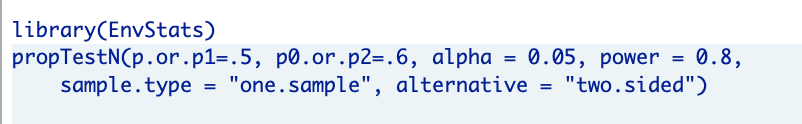 library(EnvStats)
propTestN(p.or.p1=.5, p0.or.p2=.6, alpha = 0.05, power = 0.8,
    sample.type = "one.sample", alternative = "two.sided")